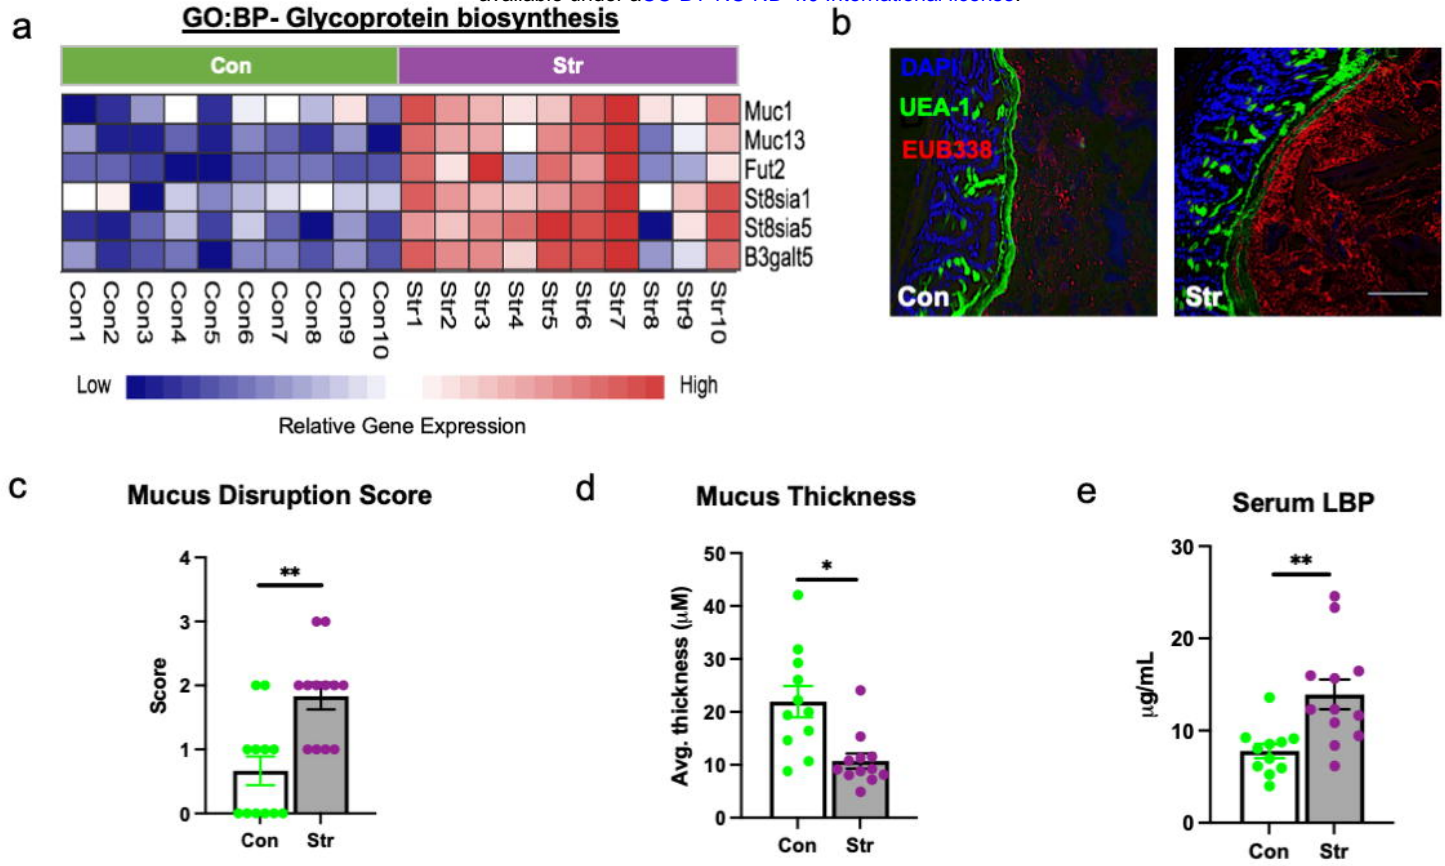 a
GO:BP- Glycoprotein biosynthesis
Con Str
Muc1
Muc13
Fut2
St8sia1
St8sia5
B3galt5
Con1 Con2 Con3 Con4 Con5 Con6 Con7 Con8 Con9 Con10 Str1 Str2 Str3 Str4 Str5 Str6 Str7 Str8 Str9 Str10
Low High
Relative Gene Expression
b
DAPI
UEA-1
EUB338
Con
Str
c
Mucus Disruption Score
**
4
3
2
1
0
Score
Con Str
d
Mucus Thickness
*
50
40
30
20
10
0
Avg. thickness (μM)
Con Str
e
Serum LBP
**
30
20
10
0
μg/mL
Con Str